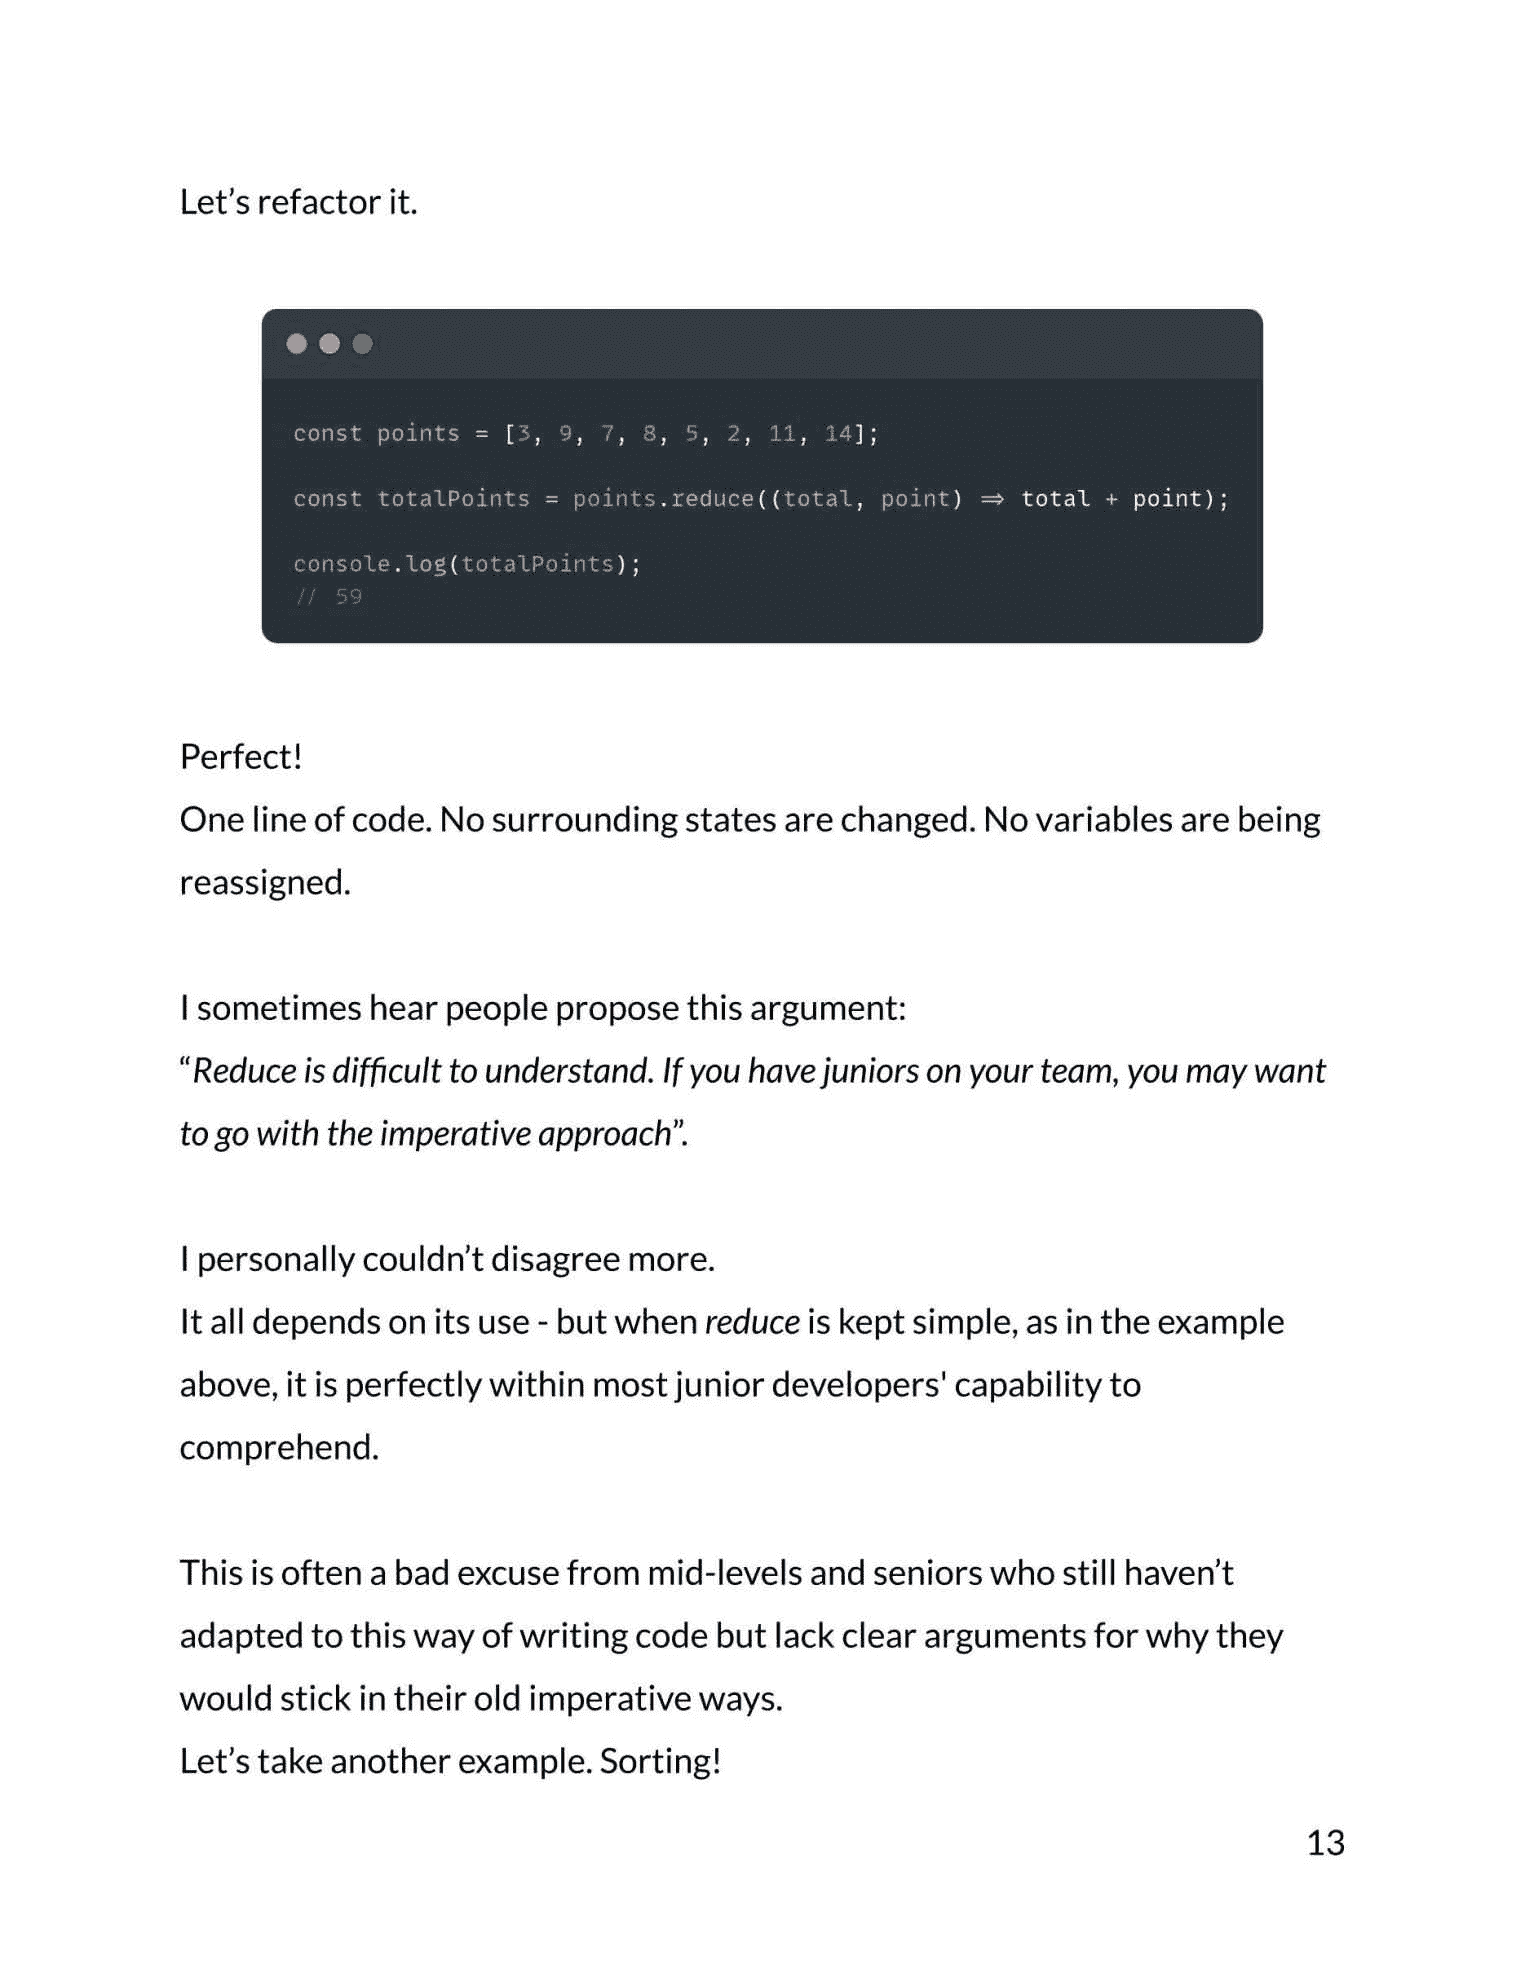 Let’s refactor it.
const points = [3, 9, 7, 8, 5, 2, 11, 14];
const totalPoints = points.reduce((total, point) ⇒ total + point);
console.log(totalPoints);
// 59
Perfect!
One line of code. No surrounding states are changed. No variables are being
reassigned.
I sometimes hear people propose this argument:
“Reduce is difficult to understand. If you have juniors on your team, you may want
to go with the imperative approach”.
I personally couldn’t disagree more.
It all depends on its use - but when reduce is kept simple, as in the example
above, it is perfectly within most junior developers' capability to
comprehend.
This is often a bad excuse from mid-levels and seniors who still haven’t
adapted to this way of writing code but lack clear arguments for why they
would stick in their old imperative ways.
Let’s take another example. Sorting!
13